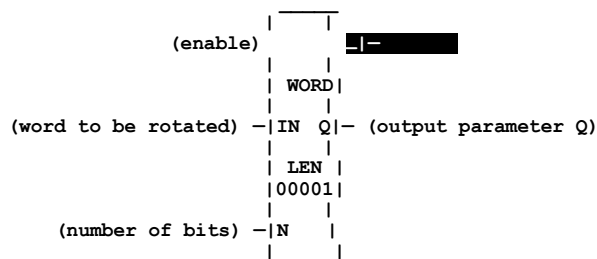 (enable)
WORD
(word to be rotated) IN Q (output parameter Q)
LEN
00001
(number of bits) N